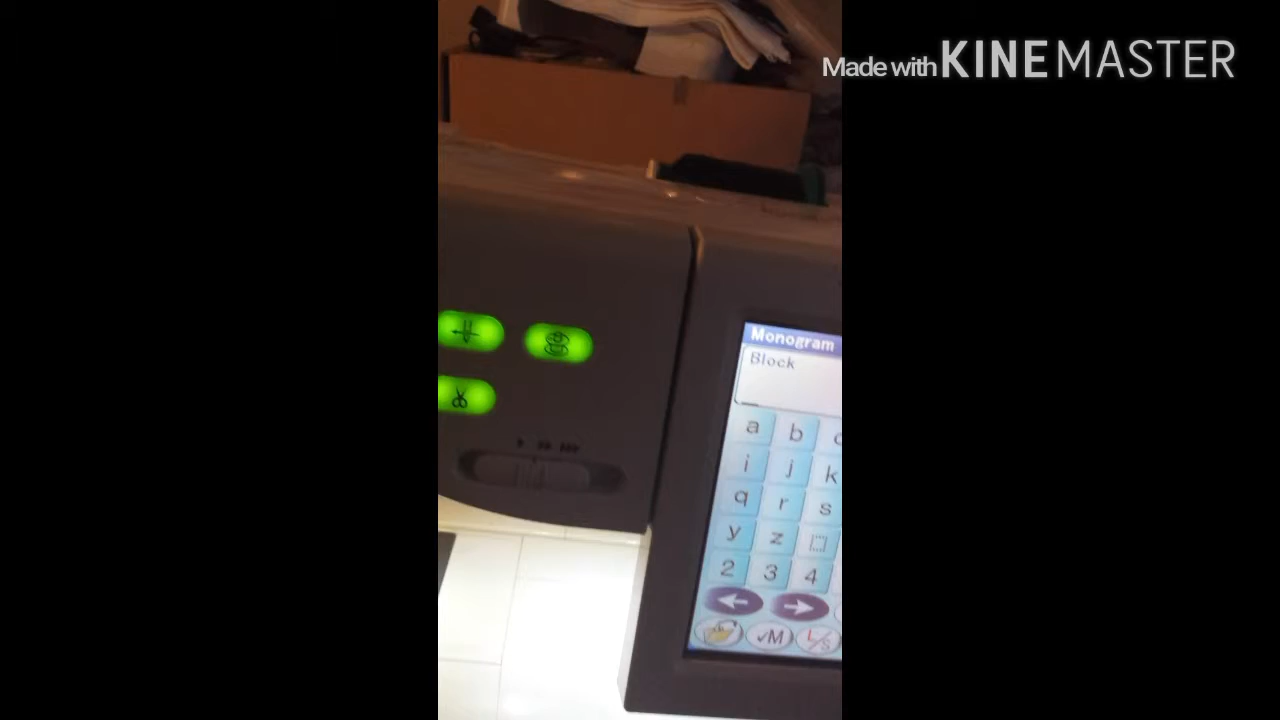 Made with KINEMASTER
Monogram
Block
a b
i j k
q r s
y z
2 3 4
✓M L/S